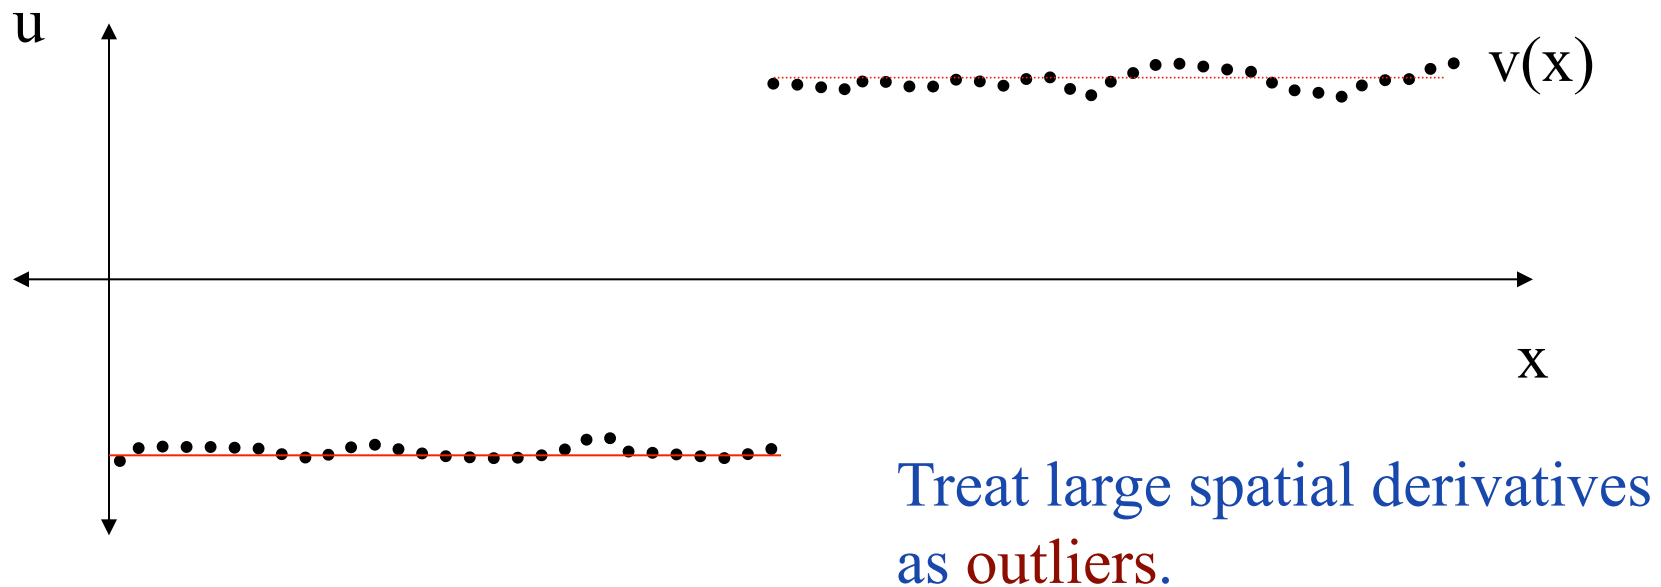 u
v(x)
x
Treat large spatial derivatives
as outliers.